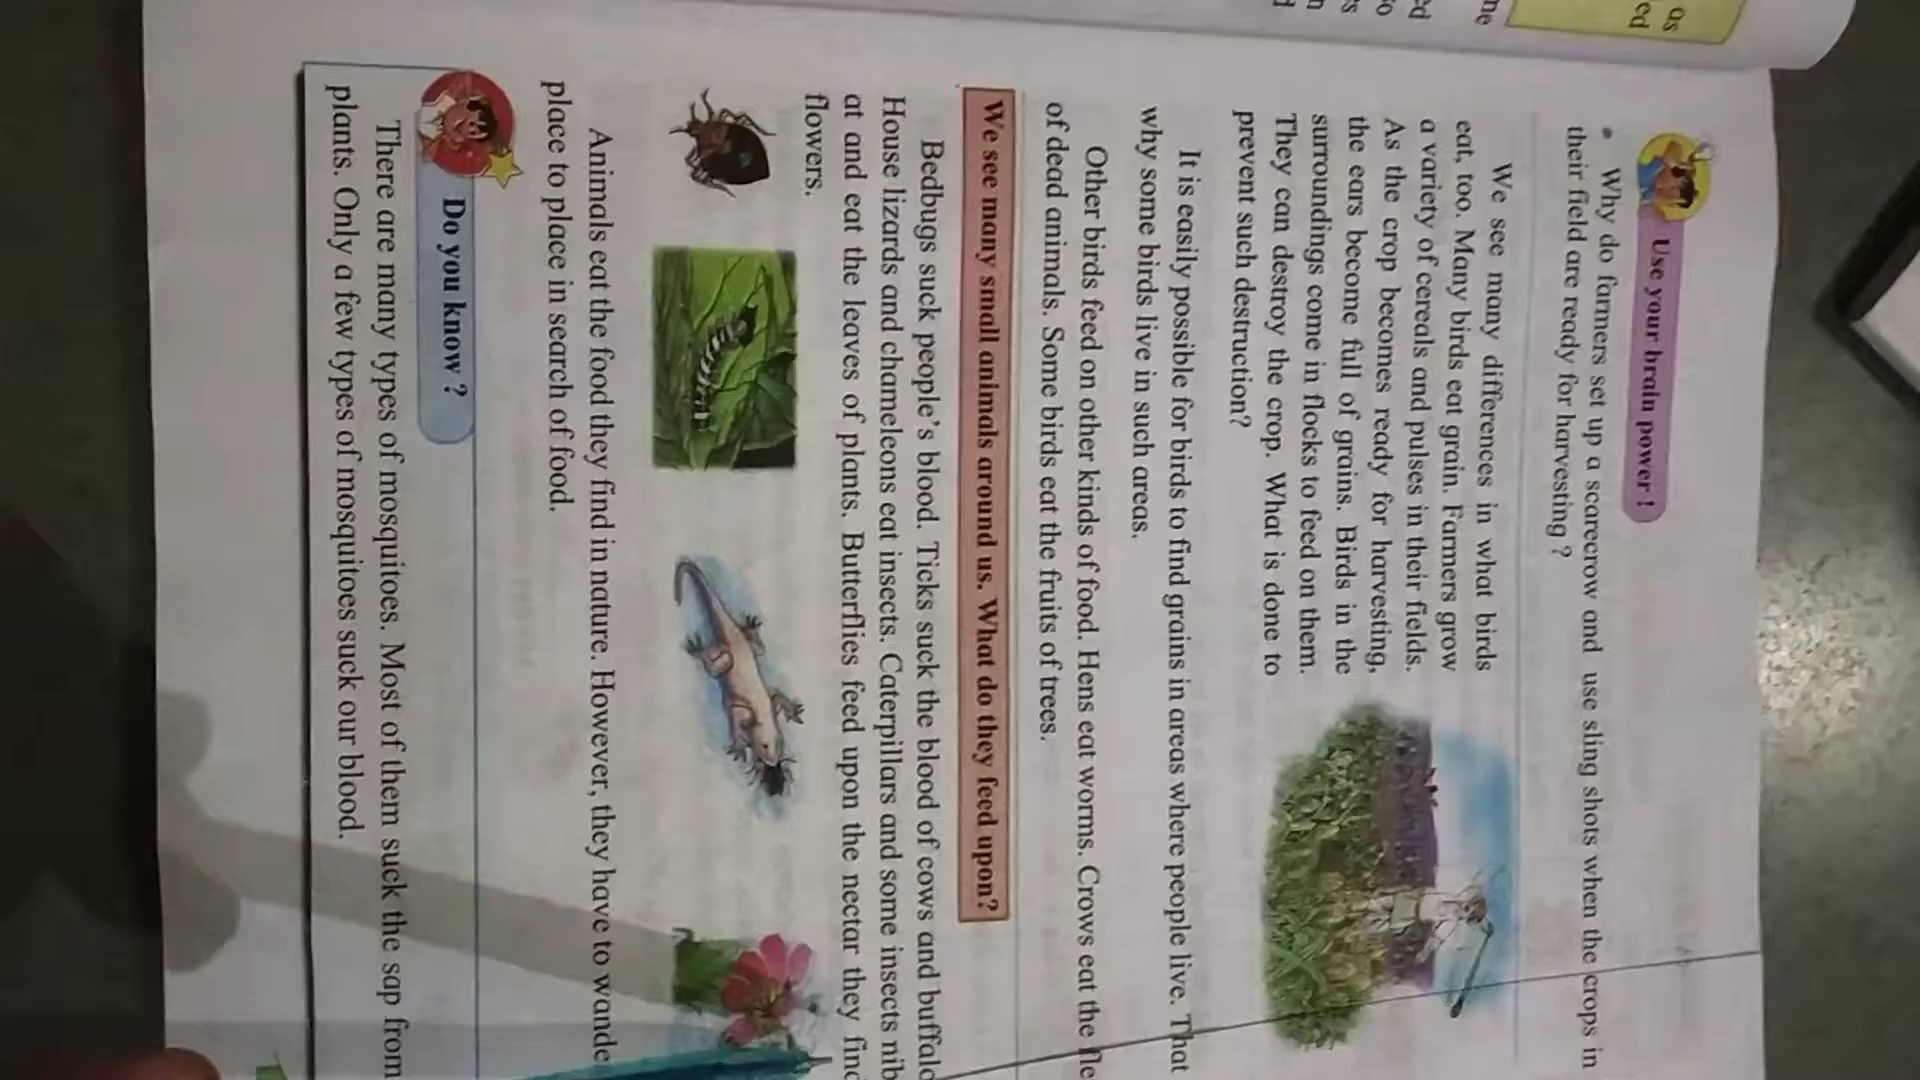 as
ed
ne
ed
Use your brain power !
• Why do farmers set up a scarecrow and use sling shots when the crops in
their field are ready for harvesting ?
We see many differences in what birds
eat, too. Many birds eat grain. Farmers grow
a variety of cereals and pulses in their fields.
As the crop becomes ready for harvesting,
the ears become full of grains. Birds in the
surroundings come in flocks to feed on them.
They can destroy the crop. What is done to
prevent such destruction?
It is easily possible for birds to find grains in areas where people live. That
why some birds live in such areas.
Other birds feed on other kinds of food. Hens eat worms. Crows eat the fle
of dead animals. Some birds eat the fruits of trees.
We see many small animals around us. What do they feed upon?
Bedbugs suck people's blood. Ticks suck the blood of cows and buffalo
House lizards and chameleons eat insects. Caterpillars and some insects nib
at and eat the leaves of plants. Butterflies feed upon the nectar they find
flowers.
Animals eat the food they find in nature. However, they have to wande
place to place in search of food.
Do you know ?
There are many types of mosquitoes. Most of them suck the sap from
plants. Only a few types of mosquitoes suck our blood.